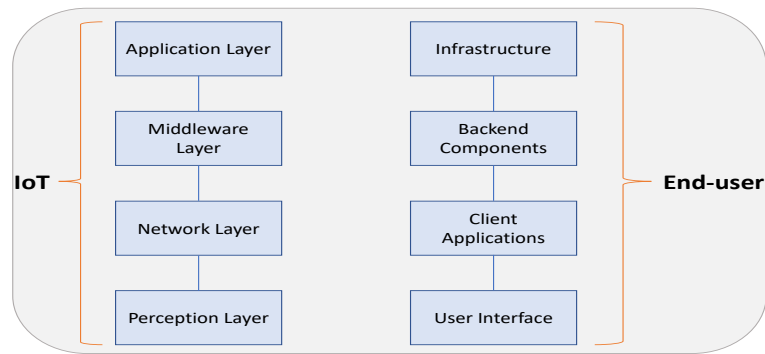 Application Layer
Infrastructure
Middleware
Layer
Backend
Components
IoT
End-user
Network Layer
Client
Applications
Perception Layer
User Interface